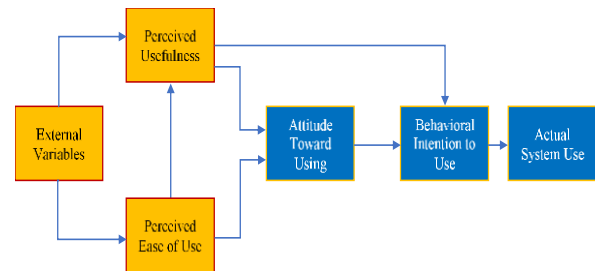 Perceived
Usefulness
External
Variables
Attitude
Toward
Using
Behavioral
Intention to
Use
Actual
System Use
Perceived
Ease of Use